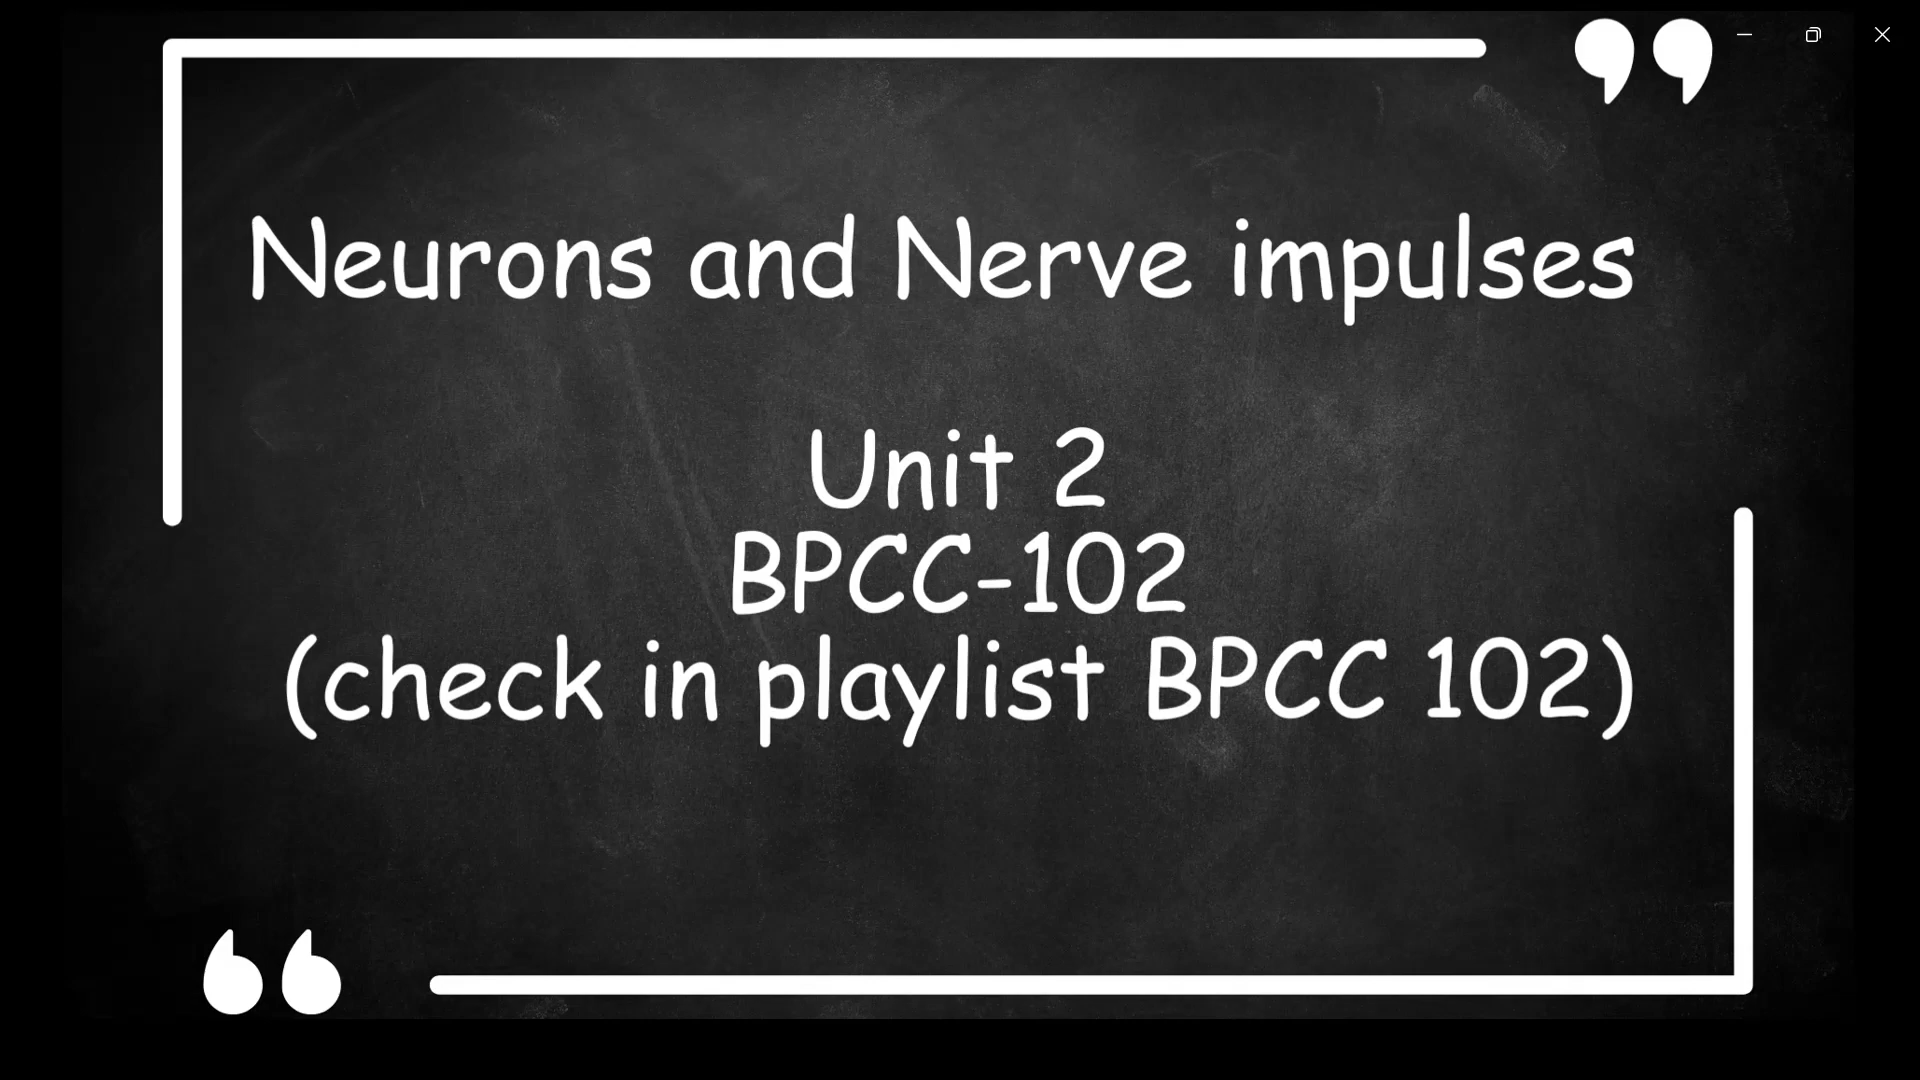 Neurons and Nerve impulses
Unit 2
BPCC-102
(check in playlist BPCC 102)